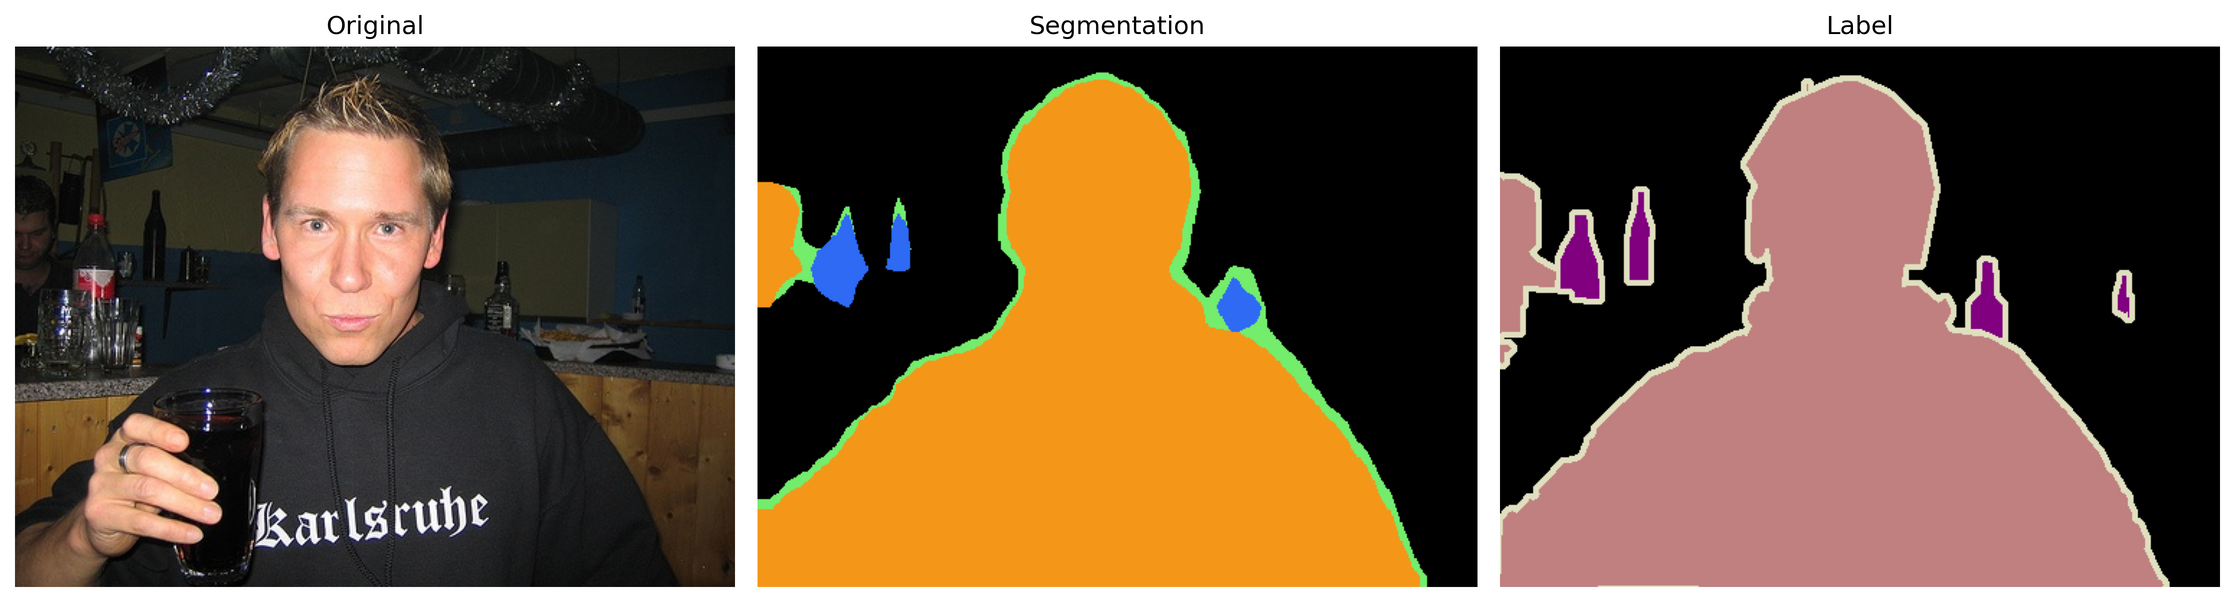 Original
Segmentation
Label
Karlsruhe